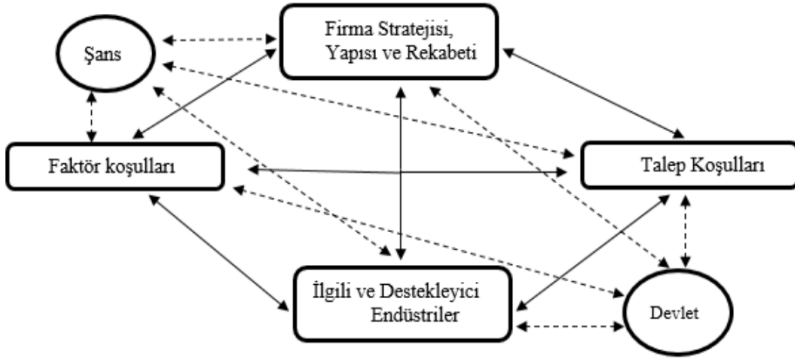 Firma Stratejisi,
Yapısı ve Rekabeti
Şans
Faktör koşulları
Talep Koşulları
İlgili ve Destekleyici
Endüstriler
Devlet